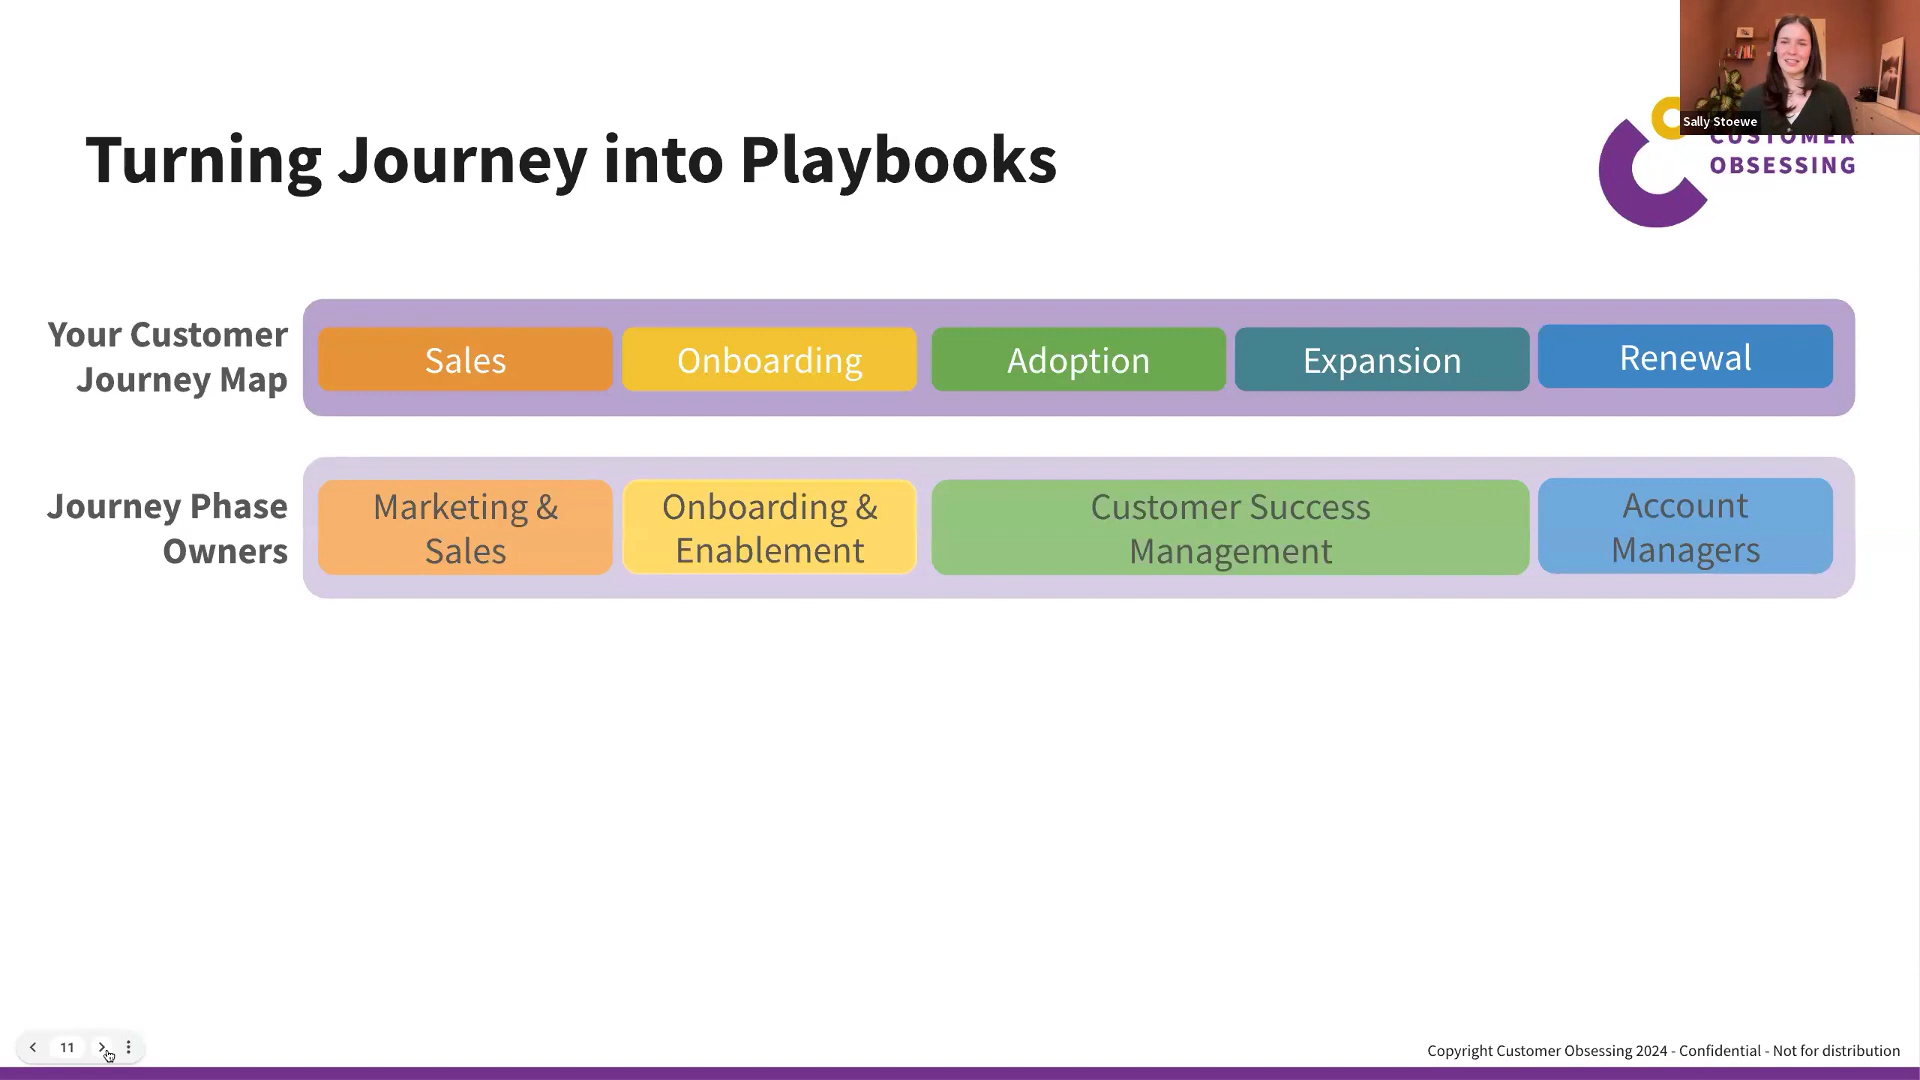 Sally Stoewe
CUSTOMER
OBSESSING
Turning Journey into Playbooks
Your Customer
Journey Map
Sales
Onboarding
Adoption
Expansion
Renewal
Journey Phase
Owners
Marketing &
Sales
Onboarding &
Enablement
Customer Success
Management
Account
Managers
11
Copyright Customer Obsessing 2024 - Confidential - Not for distribution